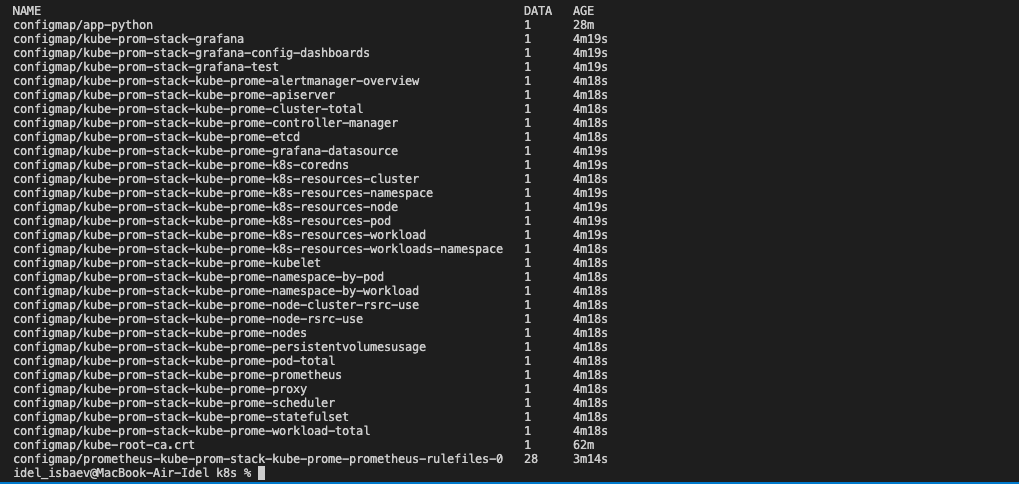 NAME DATA AGE
configmap/app-python 1 28m
configmap/kube-prom-stack-grafana 1 4m19s
configmap/kube-prom-stack-grafana-config-dashboards 1 4m19s
configmap/kube-prom-stack-grafana-test 1 4m19s
configmap/kube-prom-stack-kube-prome-alertmanager-overview 1 4m18s
configmap/kube-prom-stack-kube-prome-apiserver 1 4m18s
configmap/kube-prom-stack-kube-prome-cluster-total 1 4m18s
configmap/kube-prom-stack-kube-prome-controller-manager 1 4m18s
configmap/kube-prom-stack-kube-prome-etcd 1 4m18s
configmap/kube-prom-stack-kube-prome-grafana-datasource 1 4m19s
configmap/kube-prom-stack-kube-prome-k8s-coredns 1 4m19s
configmap/kube-prom-stack-kube-prome-k8s-resources-cluster 1 4m18s
configmap/kube-prom-stack-kube-prome-k8s-resources-namespace 1 4m19s
configmap/kube-prom-stack-kube-prome-k8s-resources-node 1 4m19s
configmap/kube-prom-stack-kube-prome-k8s-resources-pod 1 4m19s
configmap/kube-prom-stack-kube-prome-k8s-resources-workload 1 4m19s
configmap/kube-prom-stack-kube-prome-k8s-resources-workloads-namespace 1 4m18s
configmap/kube-prom-stack-kube-prome-kubelet 1 4m18s
configmap/kube-prom-stack-kube-prome-namespace-by-pod 1 4m18s
configmap/kube-prom-stack-kube-prome-namespace-by-workload 1 4m18s
configmap/kube-prom-stack-kube-prome-node-cluster-rsrc-use 1 4m18s
configmap/kube-prom-stack-kube-prome-node-rsrc-use 1 4m18s
configmap/kube-prom-stack-kube-prome-nodes 1 4m18s
configmap/kube-prom-stack-kube-prome-persistentvolumesusage 1 4m18s
configmap/kube-prom-stack-kube-prome-pod-total 1 4m18s
configmap/kube-prom-stack-kube-prome-prometheus 1 4m18s
configmap/kube-prom-stack-kube-prome-proxy 1 4m18s
configmap/kube-prom-stack-kube-prome-scheduler 1 4m18s
configmap/kube-prom-stack-kube-prome-statefulset 1 4m18s
configmap/kube-prom-stack-kube-prome-workload-total 1 4m18s
configmap/kube-root-ca.crt 1 62m
configmap/prometheus-kube-prom-stack-kube-prome-prometheus-rulefiles-0 28 3m14s
idel_isbaev@MacBook-Air-Idel k8s %